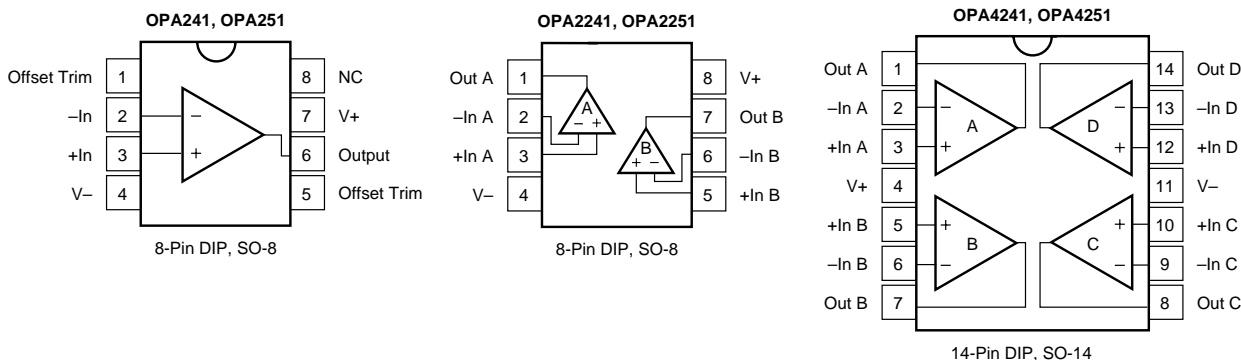 OPA241, OPA251
Offset Trim 1 8 NC
–In 2 – 7 V+
+In 3 + 6 Output
V– 4 5 Offset Trim
8-Pin DIP, SO-8
OPA2241, OPA2251
Out A 1 8 V+
A
–In A 2 – + 7 Out B
B
+In A 3 + – 6 –In B
V– 4 5 +In B
8-Pin DIP, SO-8
OPA4241, OPA4251
Out A 1 14 Out D
–In A 2 – – 13 –In D
A D
+In A 3 + + 12 +In D
V+ 4 11 V–
+In B 5 + + 10 +In C
B C
–In B 6 – – 9 –In C
Out B 7 8 Out C
14-Pin DIP, SO-14